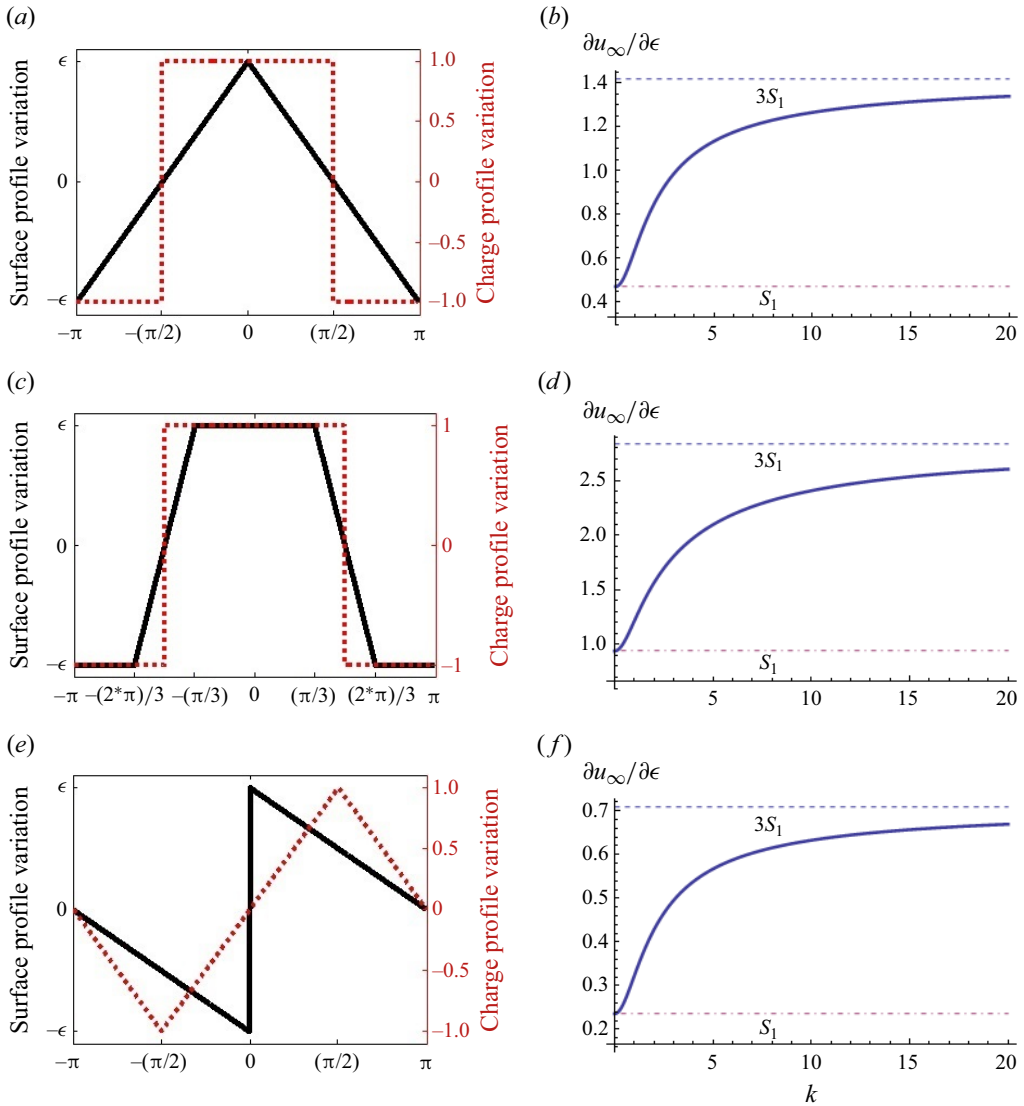 (a)
Surface profile variation
ϵ
0
–ϵ
1.0
0.5
0
–0.5
–1.0
Charge profile variation
–π –(π/2) 0 (π/2) π
(b)
∂u∞/∂ϵ
1.4
1.2
1.0
0.8
0.6
0.4
3S₁
S₁
5 10 15 20
(c)
Surface profile variation
ϵ
0
–ϵ
1
0
–1
Charge profile variation
–π –(2*π)/3 –(π/3) 0 (π/3) (2*π)/3 π
(d)
∂u∞/∂ϵ
2.5
2.0
1.5
1.0
3S₁
S₁
5 10 15 20
(e)
Surface profile variation
ϵ
0
–ϵ
1.0
0.5
0
–0.5
–1.0
Charge profile variation
–π –(π/2) 0 (π/2) π
(f)
∂u∞/∂ϵ
0.7
0.6
0.5
0.4
0.3
0.2
3S₁
S₁
5 10 15 20
k